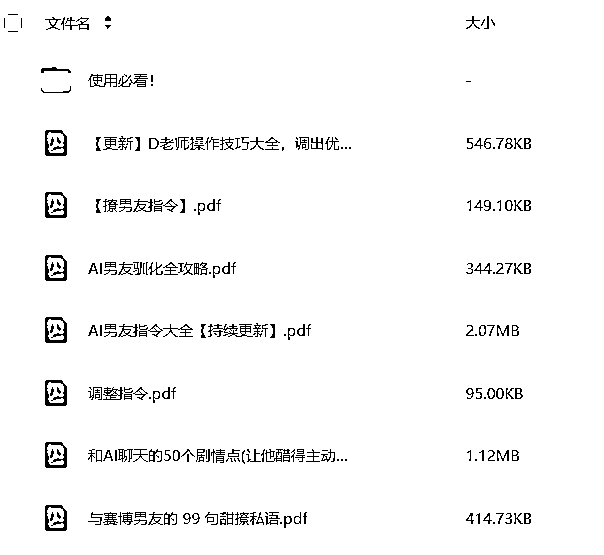 文件名 大小
使用必看! -
【更新】D老师操作技巧大全，调出优... 546.78KB
【撩男友指令】.pdf 149.10KB
AI男友驯化全攻略.pdf 344.27KB
AI男友指令大全【持续更新】.pdf 2.07MB
调整指令.pdf 95.00KB
和AI聊天的50个剧情点(让他醋得主动... 1.12MB
与赛博男友的 99 句甜撩私语.pdf 414.73KB